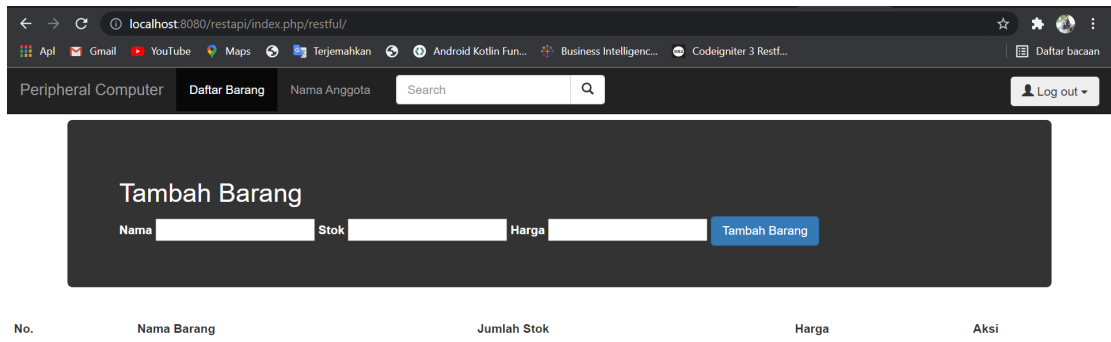 localhost:8080/restapi/index.php/restful/
Apl Gmail YouTube Maps Terjemahkan Android Kotlin Fun... Business Intelligenc... Codeigniter 3 Restf... Daftar bacaan
Peripheral Computer Daftar Barang Nama Anggota Search Log out
Tambah Barang
Nama Stok Harga Tambah Barang
No. Nama Barang Jumlah Stok Harga Aksi